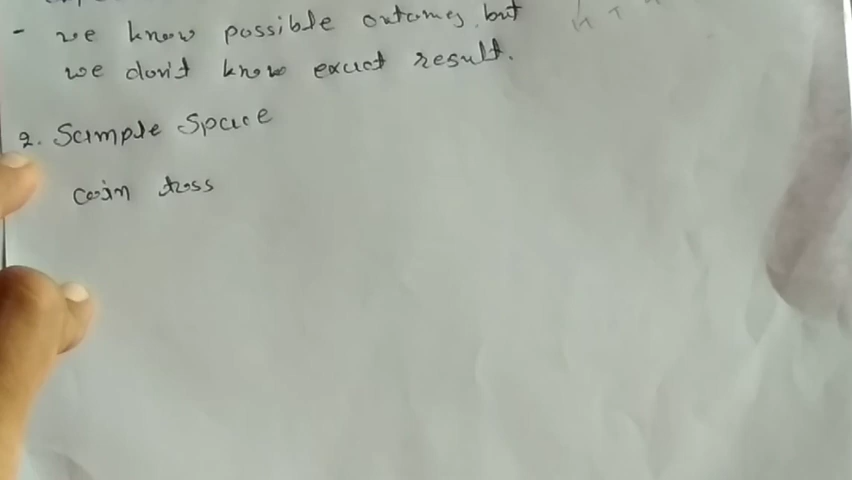 - we know possible outcomes, but
we don't know exact result.
2. Sample Space
coin toss